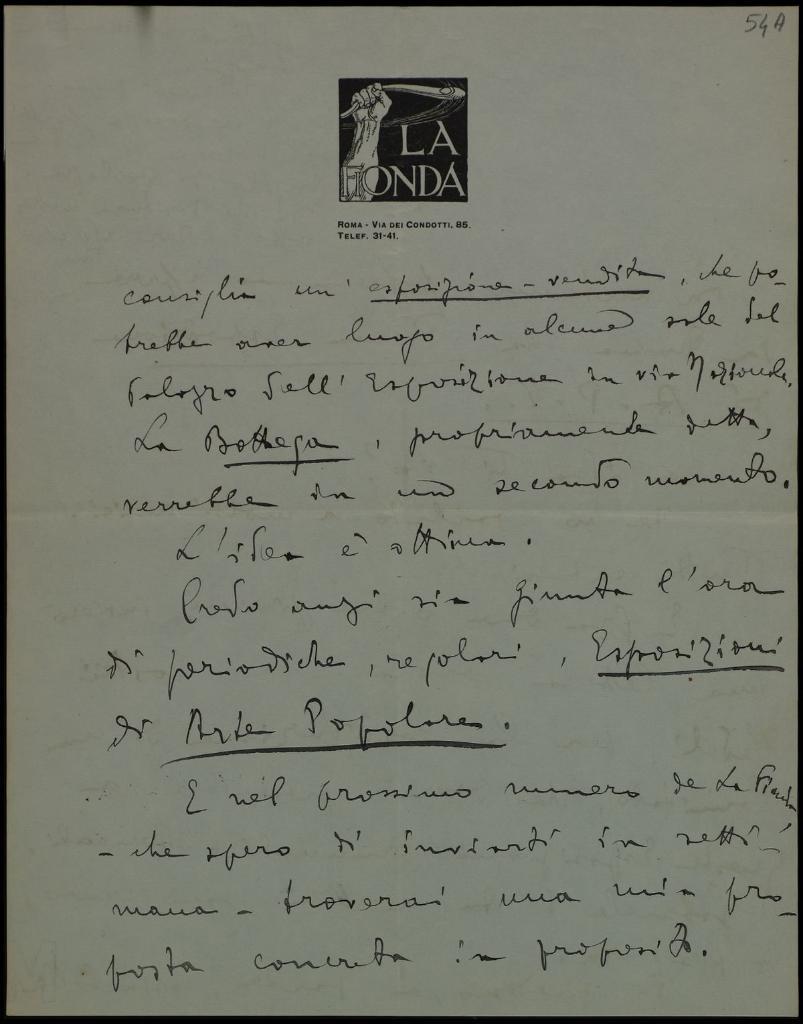 54A
LA
FIONDA
ROMA - VIA DEI CONDOTTI, 85.
TELEF. 31-41.
consiglia un' esposizione - vendita, che po-
trebbe aver luogo in alcune sale del
Palazzo dell' Esposizione in via Nazionale.
La Bottega, propriamente detta,
verrebbe in un secondo momento.
L'idea è ottima.
Credo anzi sia giunta l'ora
di periodiche, regolari, Esposizioni
di Arte Popolare.
E nel prossimo numero de La Fionda
- che spero di inviarti in setti-
mana - troverai una mia pro-
posta concreta in proposito.